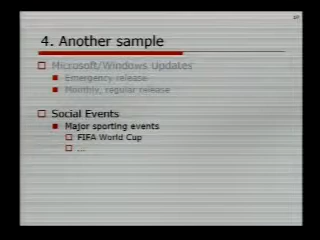 4. Another sample
Microsoft/Windows Updates
Emergency release
Monthly, regular release
Social Events
Major sporting events
FIFA World Cup
...